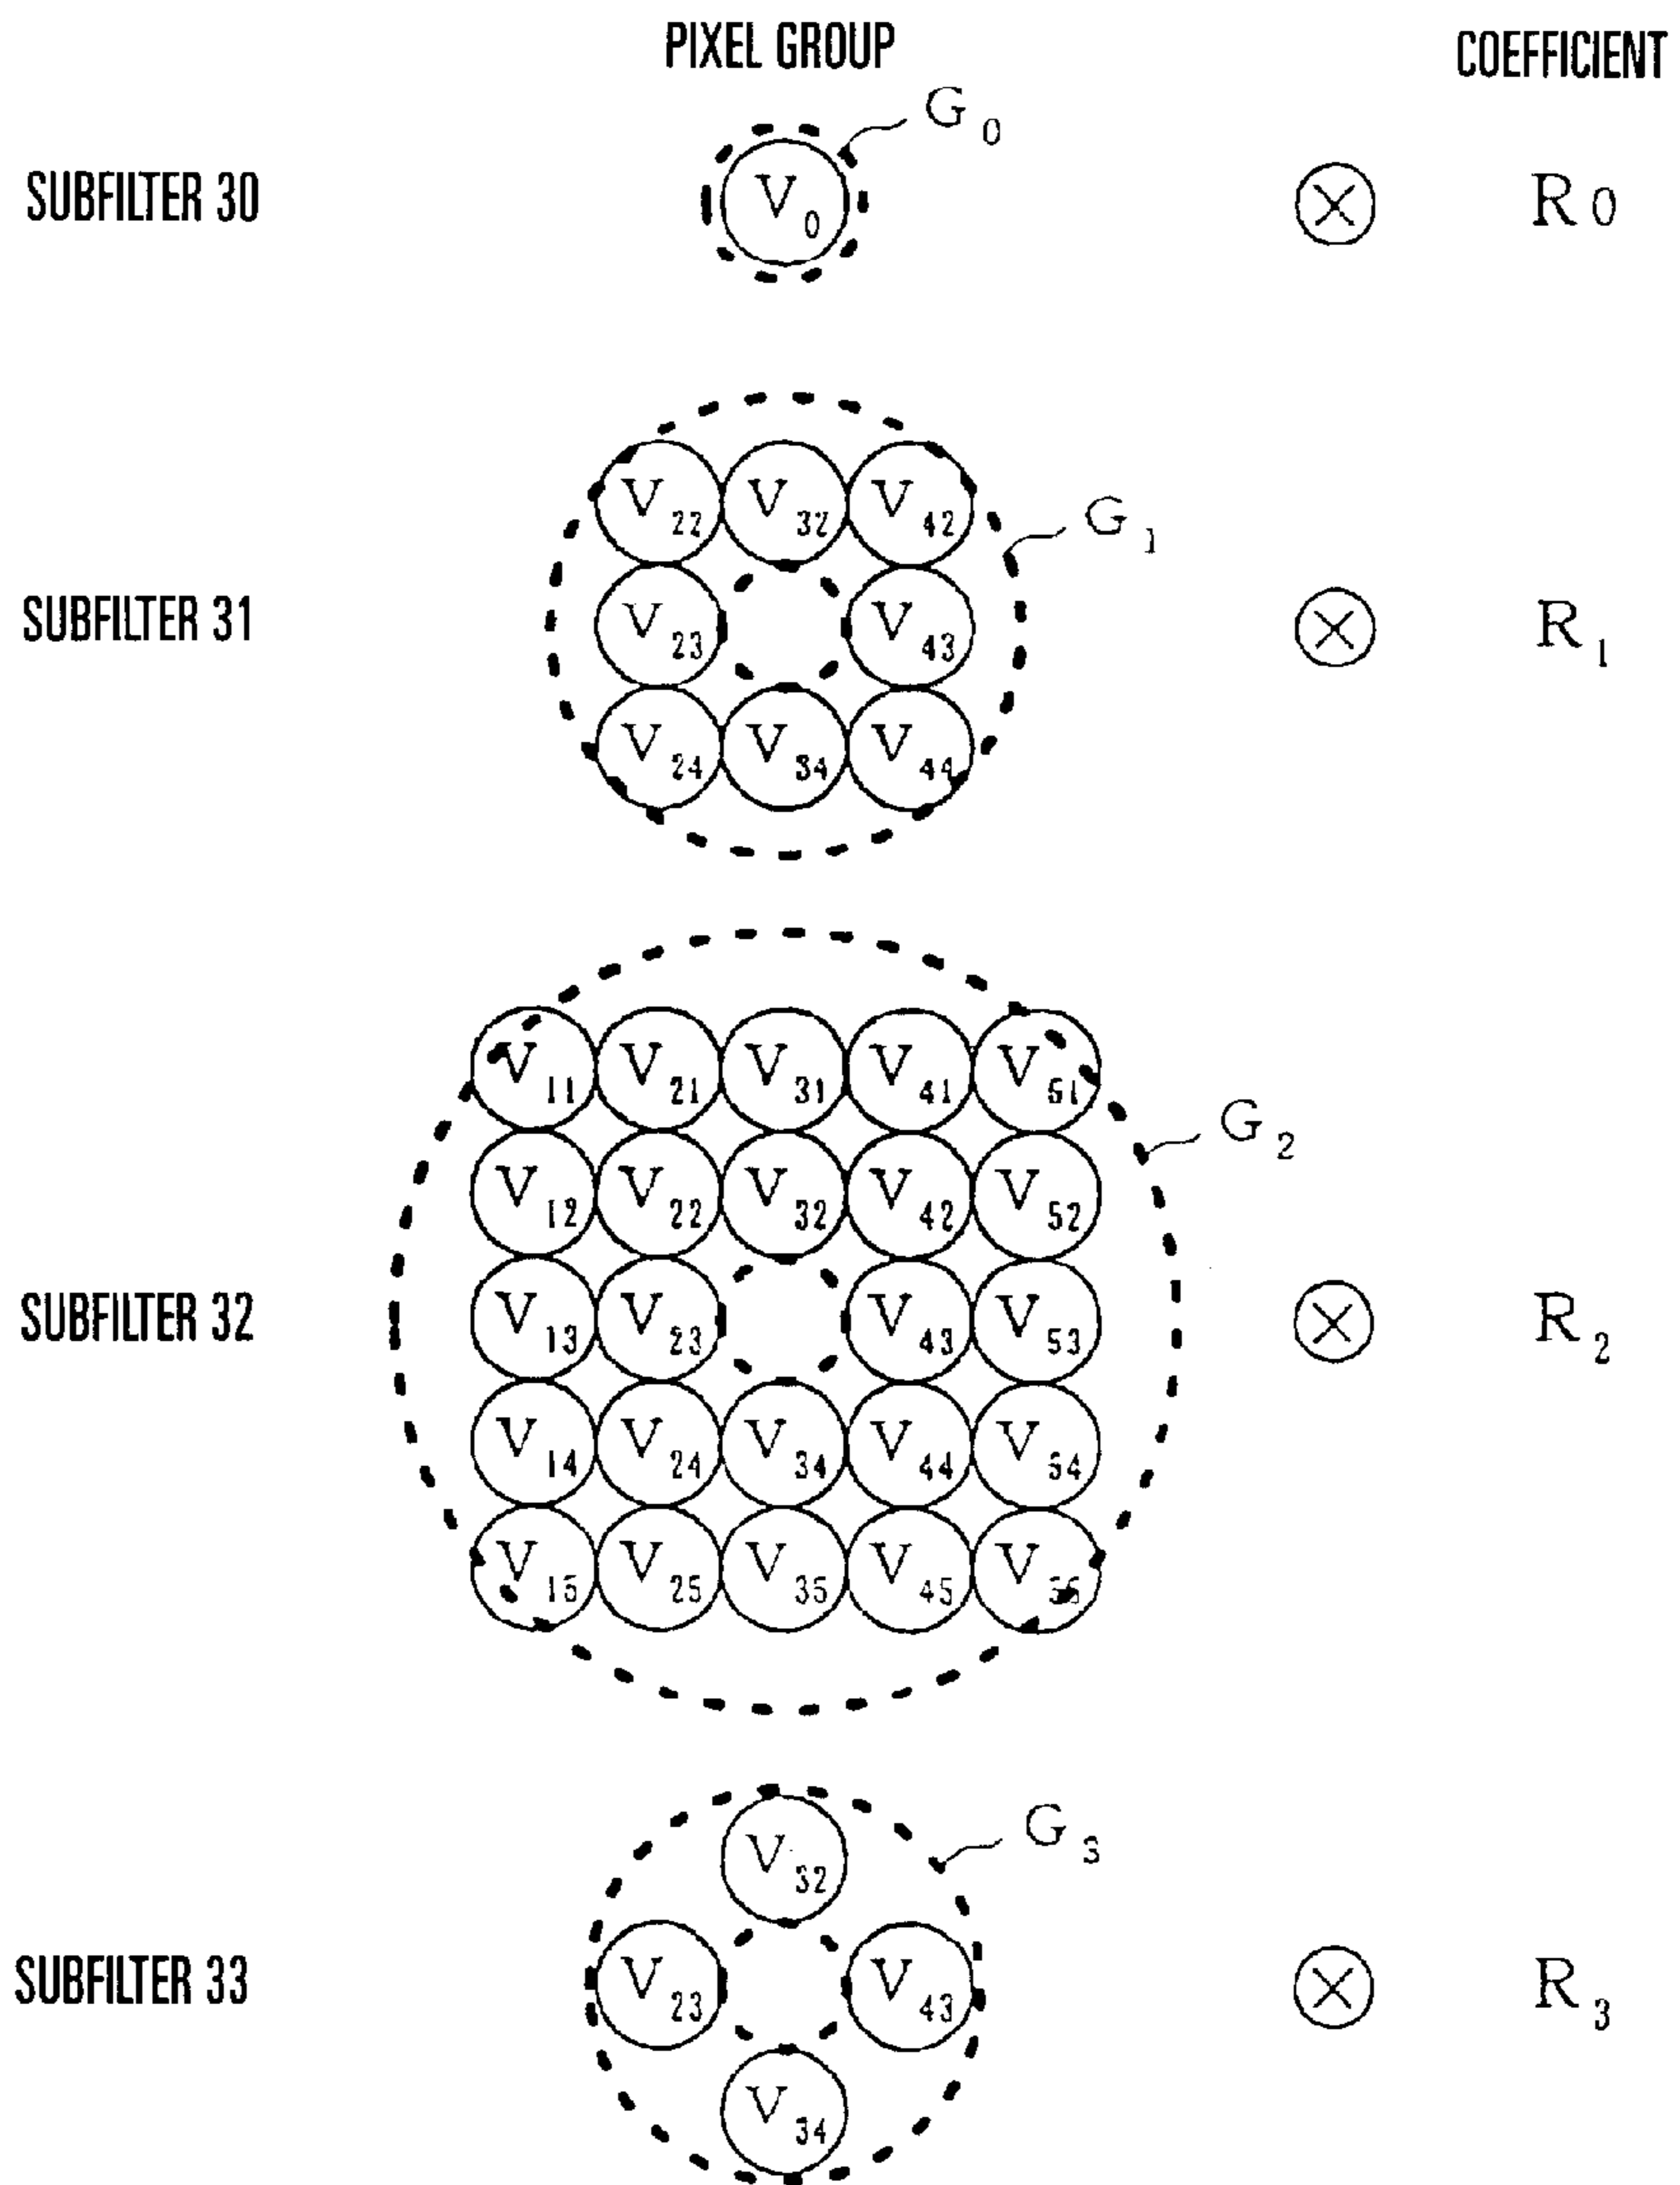 PIXEL GROUP COEFFICIENT
G0
SUBFILTER 30 V0 ⊗ R0
V22 V32 V42
G1
SUBFILTER 31 V23 V43 ⊗ R1
V24 V34 V44
V11 V21 V31 V41 V51
G2
V12 V22 V32 V42 V52
SUBFILTER 32 V13 V23 V43 V53 ⊗ R2
V14 V24 V34 V44 V54
V15 V25 V35 V45 V55
G3
V32
SUBFILTER 33 V23 V43 ⊗ R3
V34